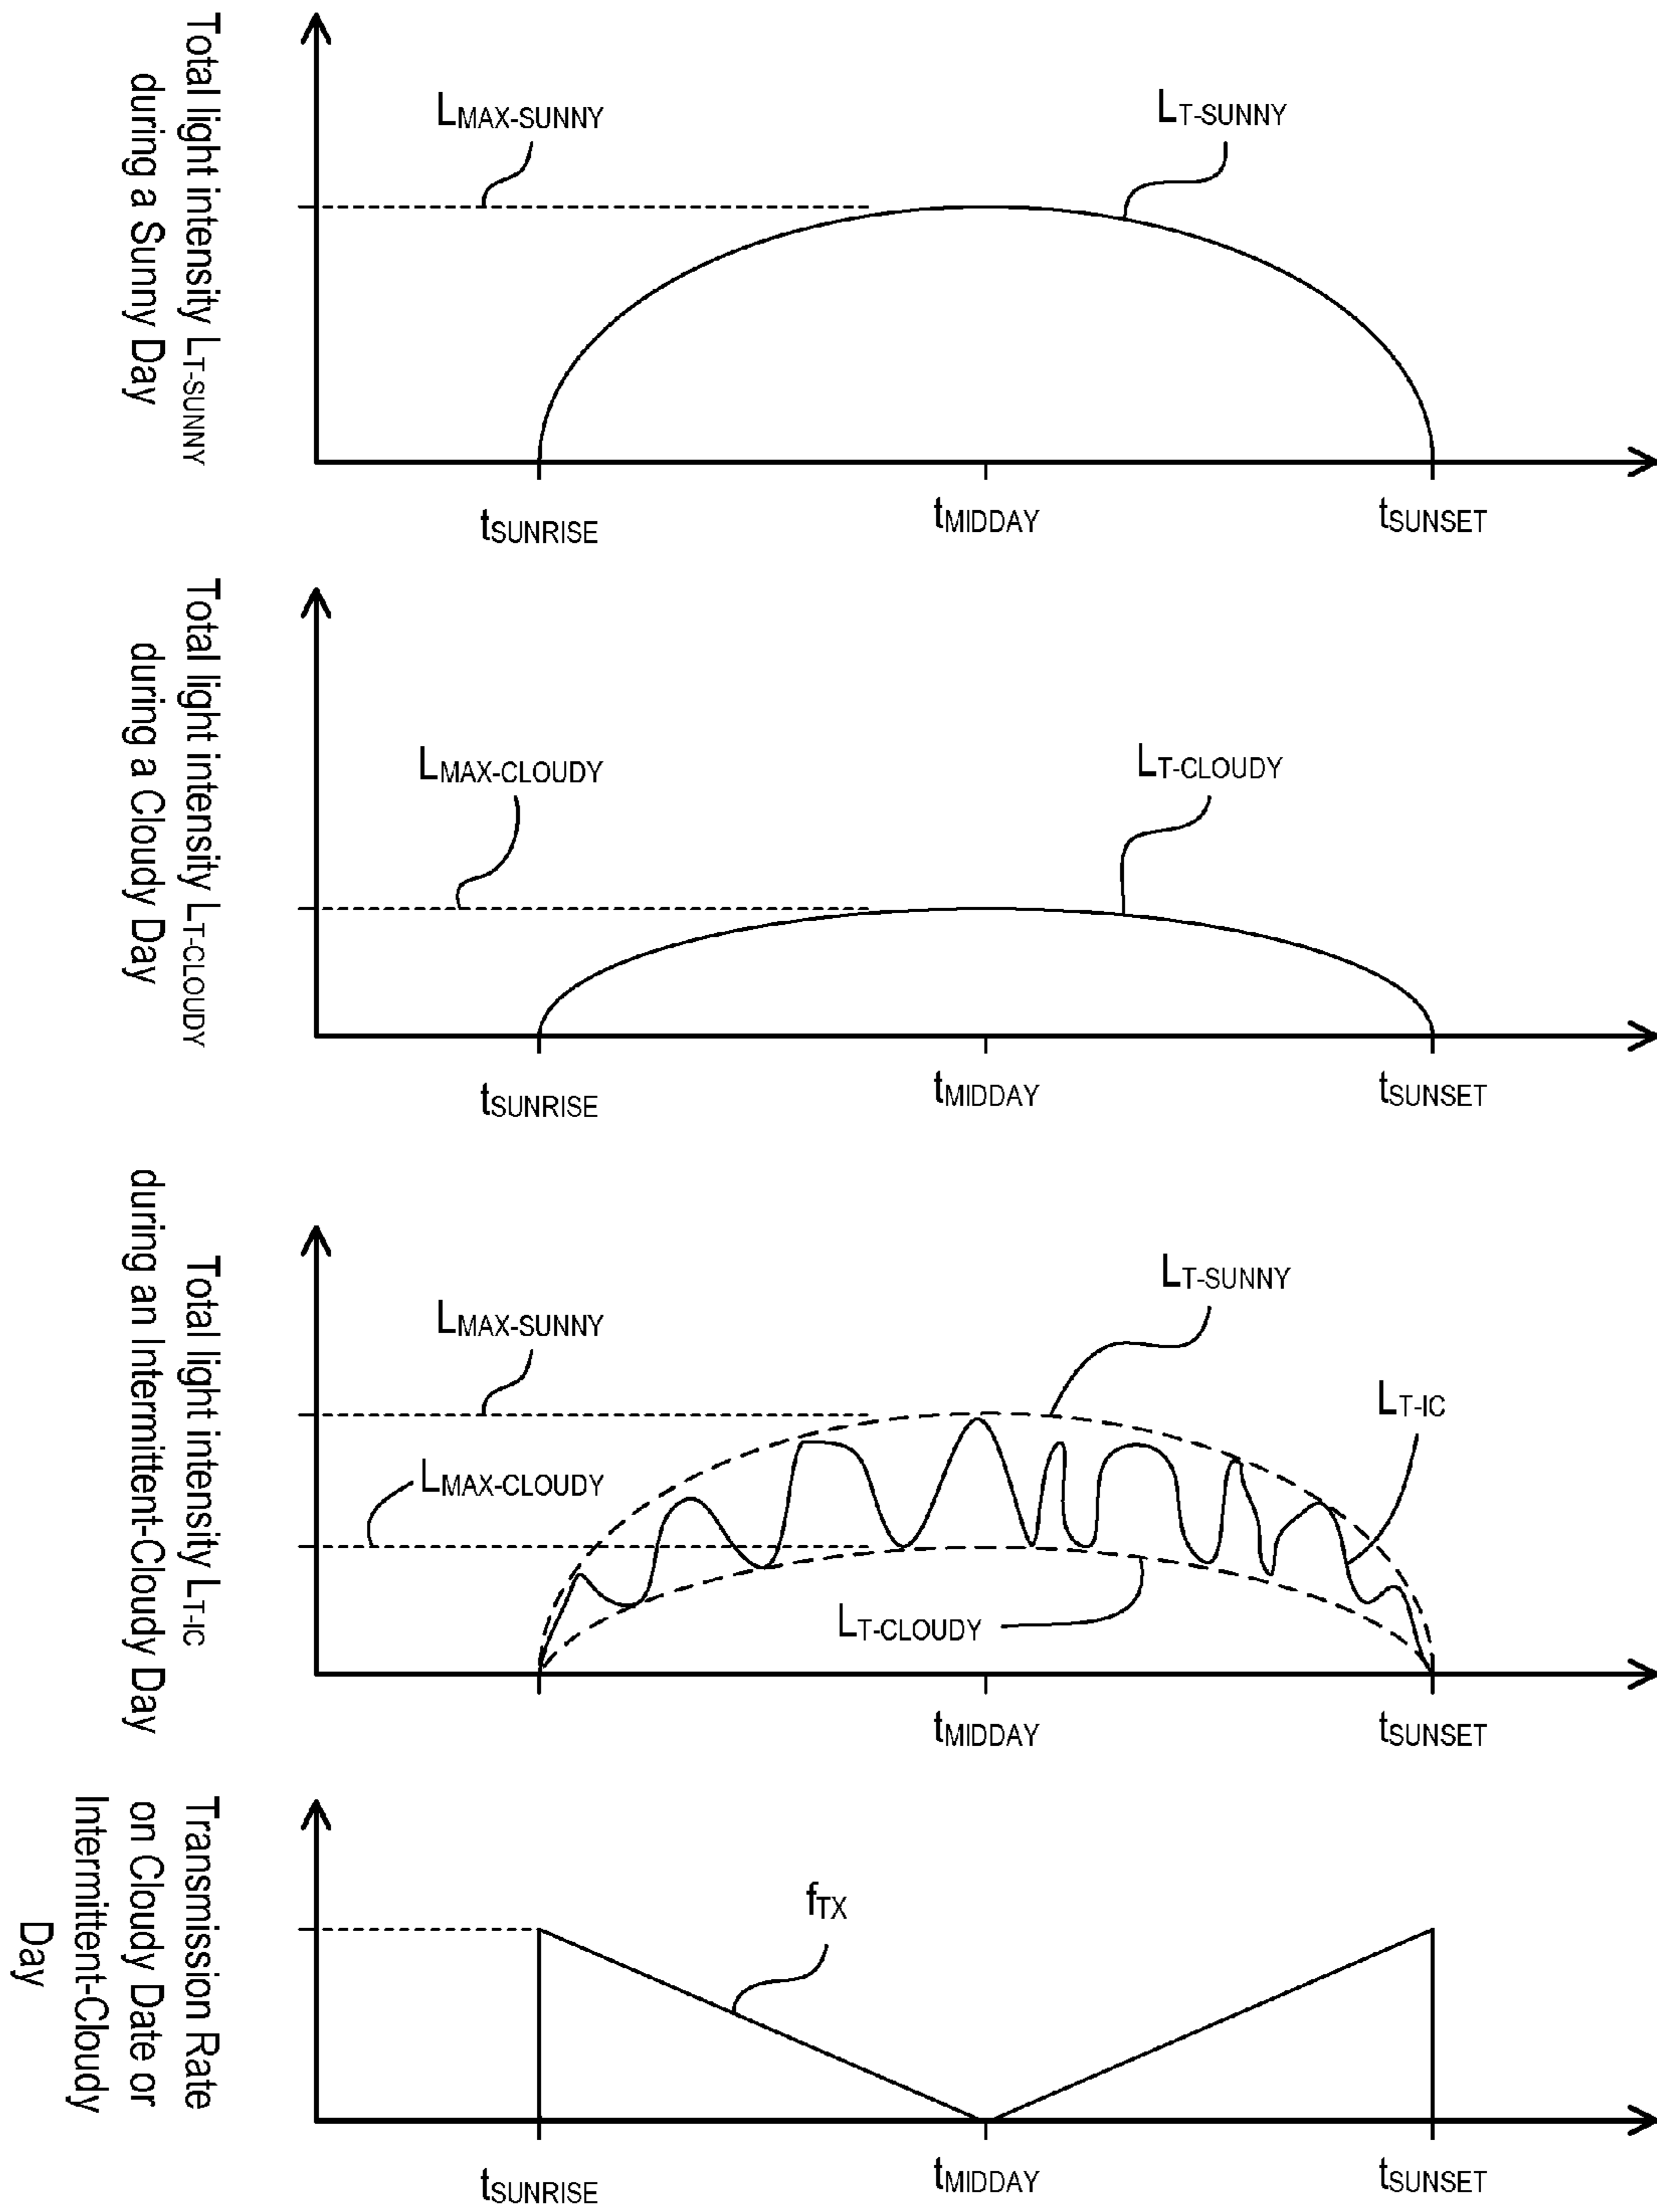 Total light intensity LT-SUNNY
during a Sunny Day
LMAX-SUNNY
LT-SUNNY
tSUNRISE
tMIDDAY
tSUNSET
Total light intensity LT-CLOUDY
during a Cloudy Day
LMAX-CLOUDY
LT-CLOUDY
tSUNRISE
tMIDDAY
tSUNSET
Total light intensity LT-IC
during an Intermittent-Cloudy Day
LMAX-SUNNY
LT-SUNNY
LT-IC
LMAX-CLOUDY
LT-CLOUDY
tMIDDAY
tSUNSET
Transmission Rate
on Cloudy Date or
Intermittent-Cloudy
Day
fTX
tSUNRISE
tMIDDAY
tSUNSET